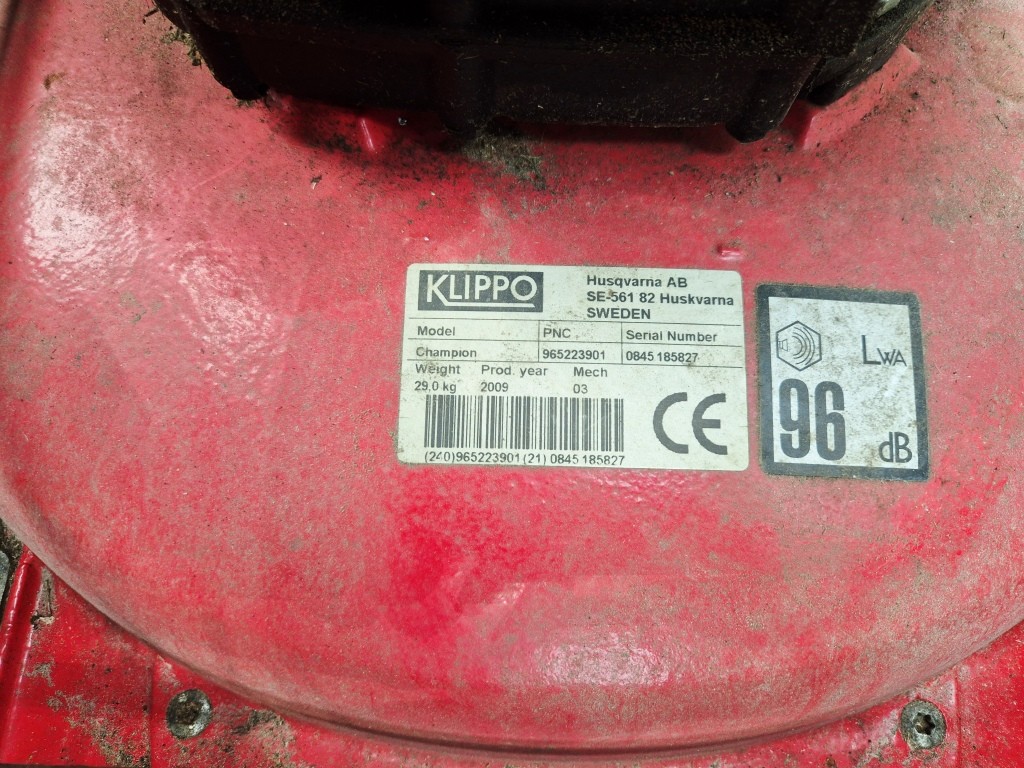 KLIPPO
Husqvarna AB
SE-561 82 Huskvarna
SWEDEN
Model PNC Serial Number
Champion 965223901 0845 185827
Weight Prod. year Mech
29,0 kg 2009 03
CE
(240)965223901(21) 0845 185827
LWA
96 dB